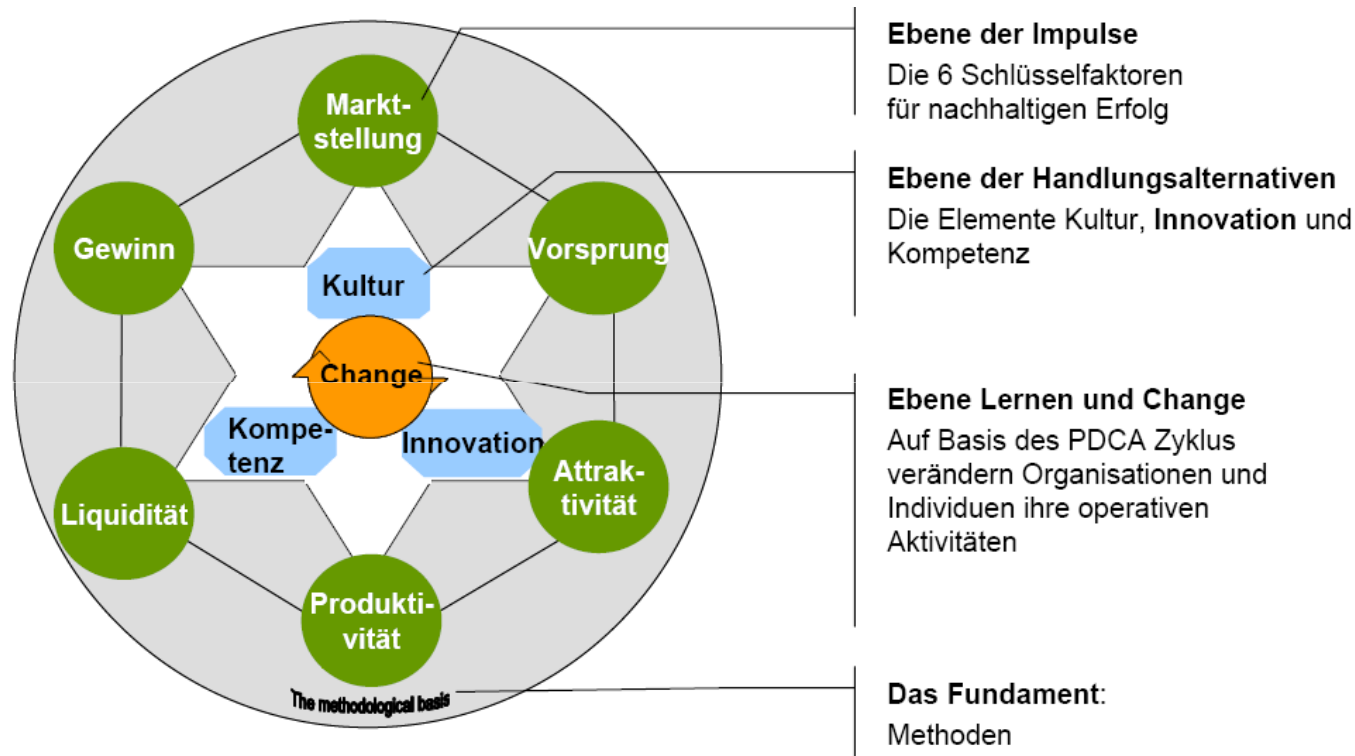 Markt-
stellung
Gewinn
Vorsprung
Kultur
Change
Kompe-
tenz
Innovation
Attrak-
tivität
Liquidität
Produkti-
vität
The methodological basis
Ebene der Impulse
Die 6 Schlüsselfaktoren
für nachhaltigen Erfolg
Ebene der Handlungsalternativen
Die Elemente Kultur, Innovation und
Kompetenz
Ebene Lernen und Change
Auf Basis des PDCA Zyklus
verändern Organisationen und
Individuen ihre operativen
Aktivitäten
Das Fundament:
Methoden